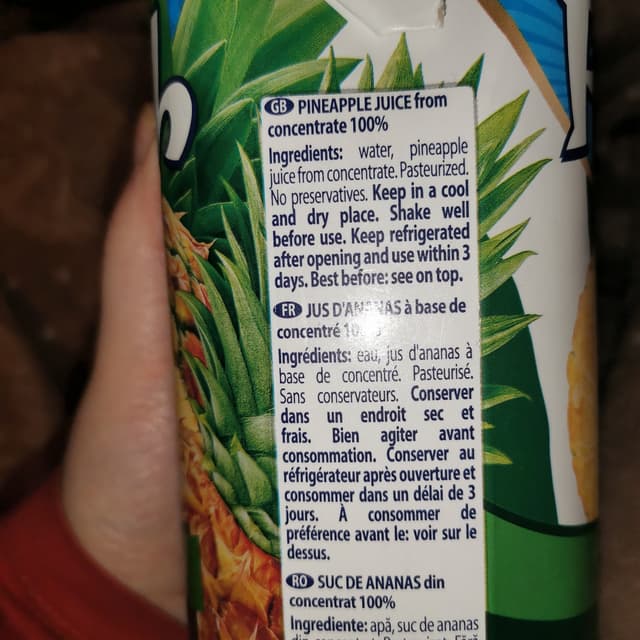 GB PINEAPPLE JUICE from
concentrate 100%
Ingredients: water, pineapple
juice from concentrate. Pasteurized.
No preservatives. Keep in a cool
and dry place. Shake well
before use. Keep refrigerated
after opening and use within 3
days. Best before: see on top.
FR JUS D'ANANAS à base de
concentré
Ingrédients: eau, jus d'ananas à
base de concentré. Pasteurisé.
Sans conservateurs. Conserver
dans un endroit sec et
frais. Bien agiter avant
consommation. Conserver au
réfrigérateur après ouverture et
consommer dans un délai de 3
jours. À consommer de
préférence avant le: voir sur le
dessus.
RO SUC DE ANANAS din
concentrat 100%
Ingrediente: apă, suc de ananas